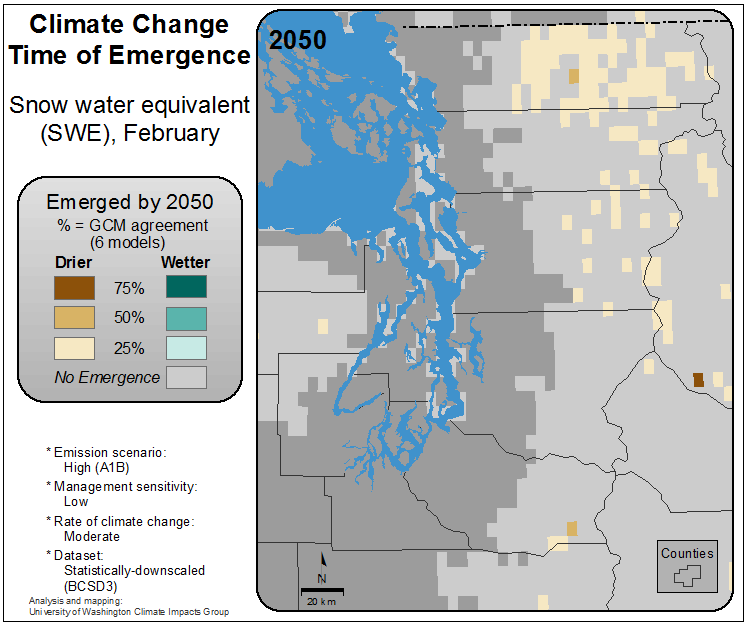 Climate Change
Time of Emergence
Snow water equivalent
(SWE), February
Emerged by 2050
% = GCM agreement
(6 models)
Drier Wetter
75%
50%
25%
No Emergence
* Emission scenario:
High (A1B)
* Management sensitivity:
Low
* Rate of climate change:
Moderate
* Dataset:
Statistically-downscaled
(BCSD3)
Analysis and mapping:
University of Washington Climate Impacts Group
2050
N
20 km
Counties